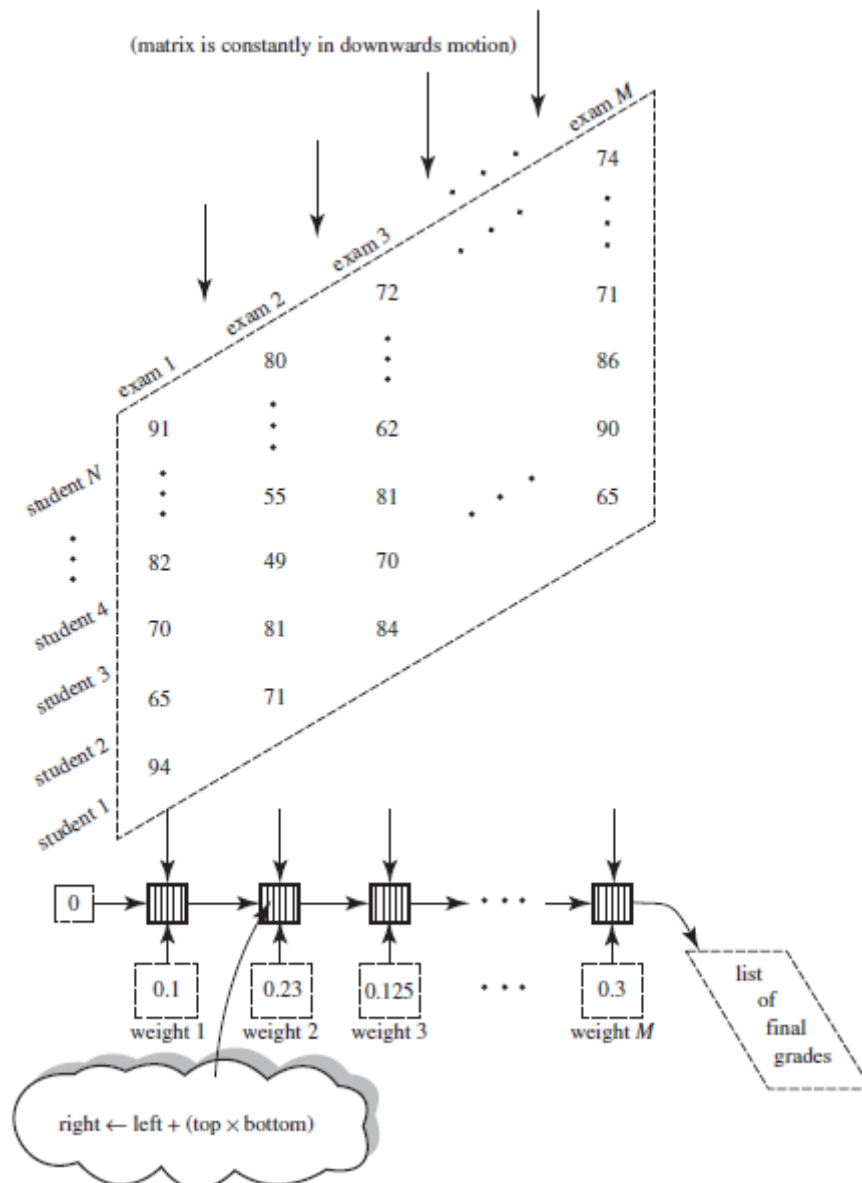 (matrix is constantly in downwards motion)
exam M
74
exam 3
72 71
exam 2
80 86
exam 1
91 62 90
student N
55 81 65
82 49 70
student 4
70 81 84
student 3
65 71
student 2
94
student 1
0
0.1 0.23 0.125 0.3
weight 1 weight 2 weight 3 weight M
list
of
final
grades
right ← left + (top × bottom)